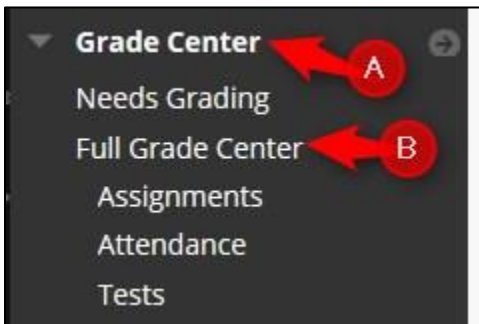 Grade Center
A
Needs Grading
Full Grade Center
B
Assignments
Attendance
Tests